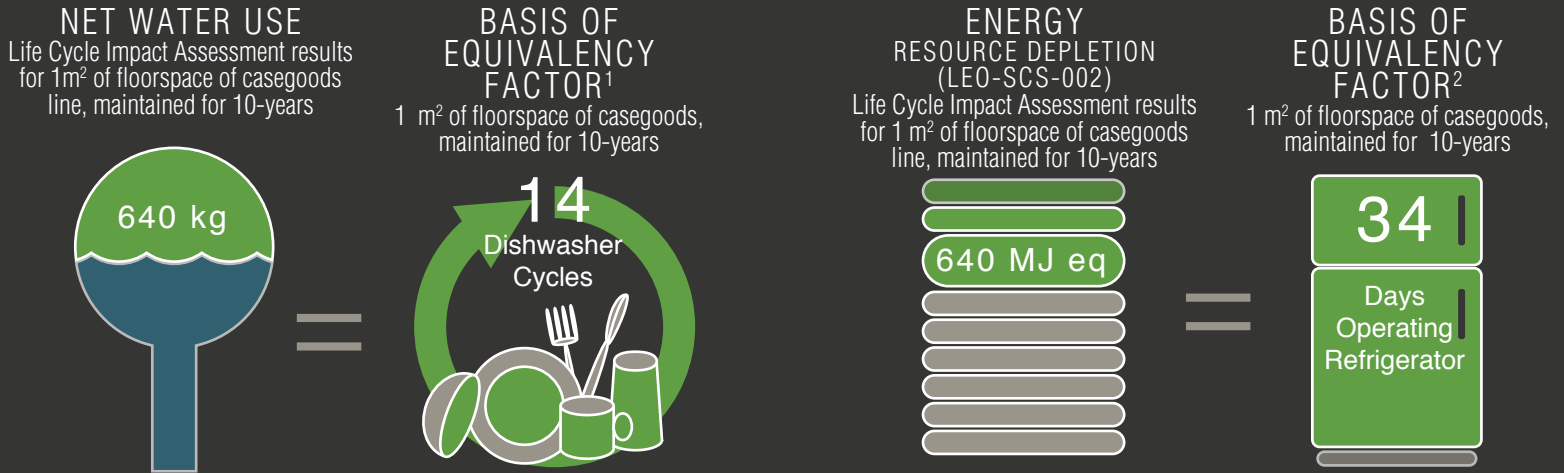 NET WATER USE
Life Cycle Impact Assessment results
for 1m² of floorspace of casegoods
line, maintained for 10-years
640 kg
BASIS OF
EQUIVALENCY
FACTOR¹
1 m² of floorspace of casegoods,
maintained for 10-years
14
Dishwasher
Cycles
ENERGY
RESOURCE DEPLETION
(LEO-SCS-002)
Life Cycle Impact Assessment results
for 1 m² of floorspace of casegoods
line, maintained for 10-years
640 MJ eq
BASIS OF
EQUIVALENCY
FACTOR²
1 m² of floorspace of casegoods,
maintained for 10-years
34
Days
Operating
Refrigerator